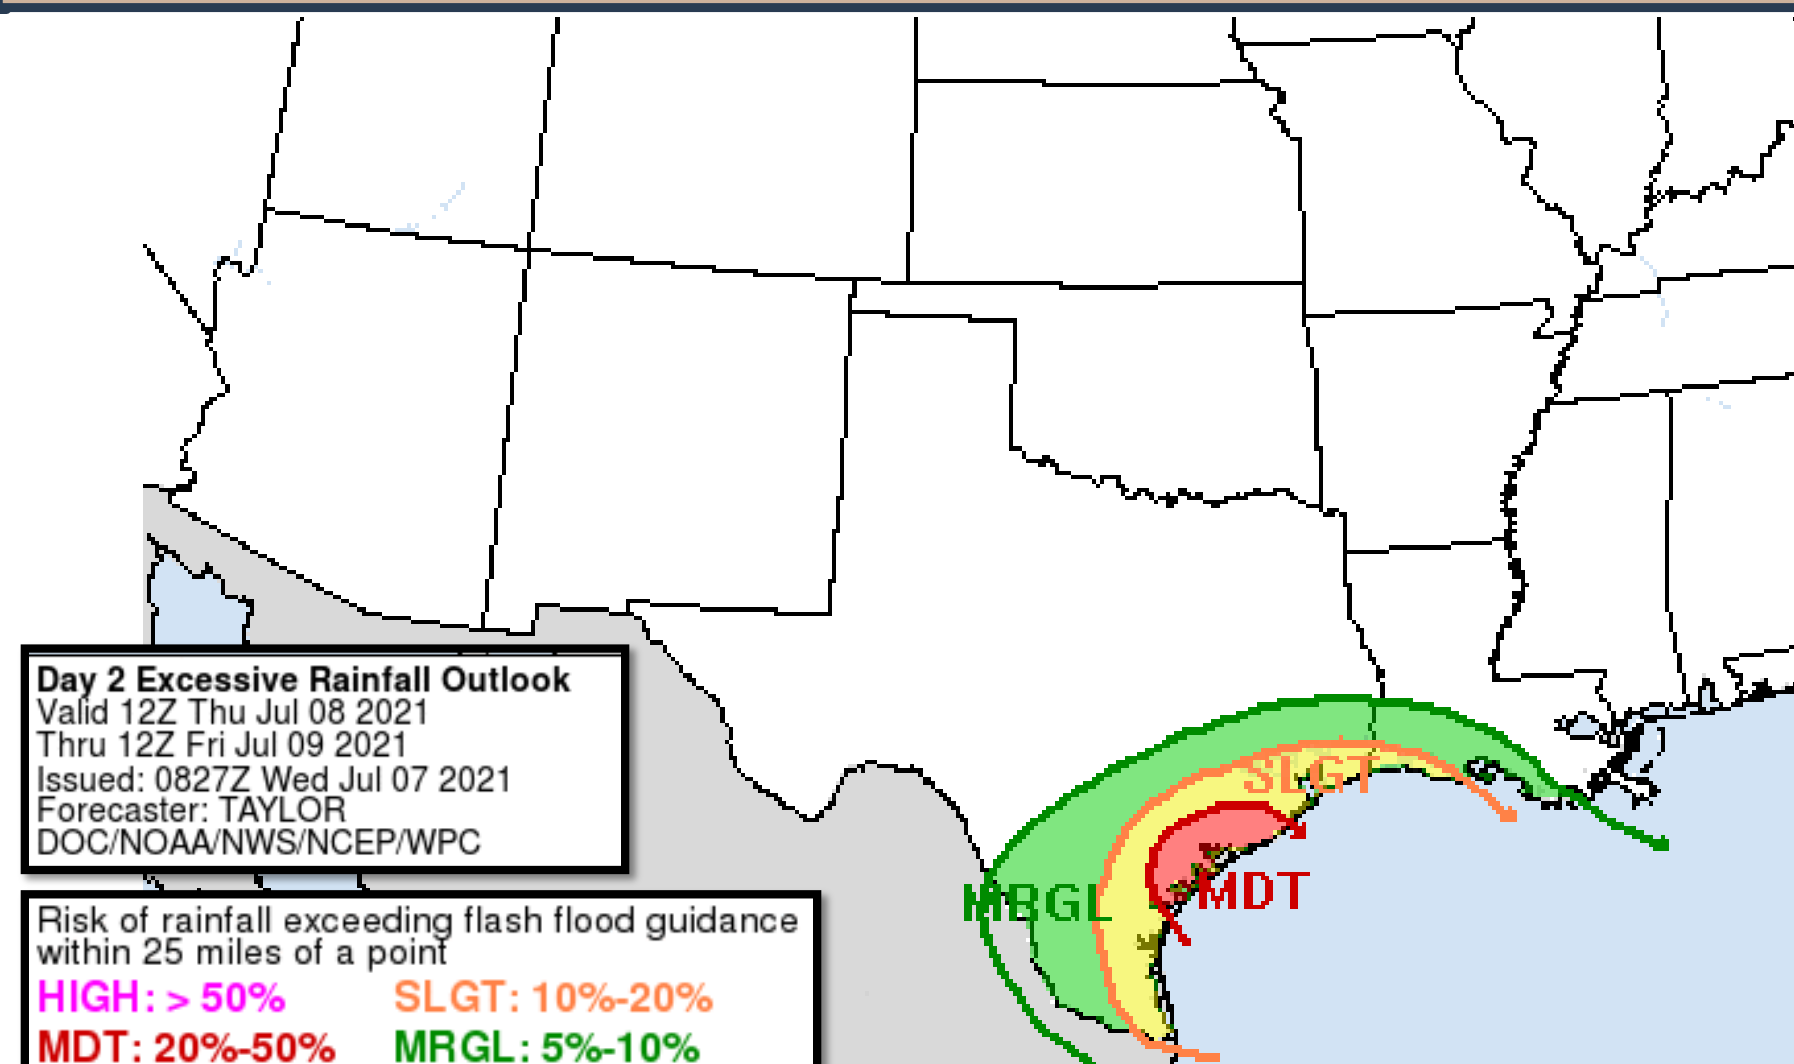 SLGT
MRGL
MDT
Day 2 Excessive Rainfall Outlook
Valid 12Z Thu Jul 08 2021
Thru 12Z Fri Jul 09 2021
Issued: 0827Z Wed Jul 07 2021
Forecaster: TAYLOR
DOC/NOAA/NWS/NCEP/WPC
Risk of rainfall exceeding flash flood guidance
within 25 miles of a point
HIGH: > 50% SLGT: 10%-20%
MDT: 20%-50% MRGL: 5%-10%